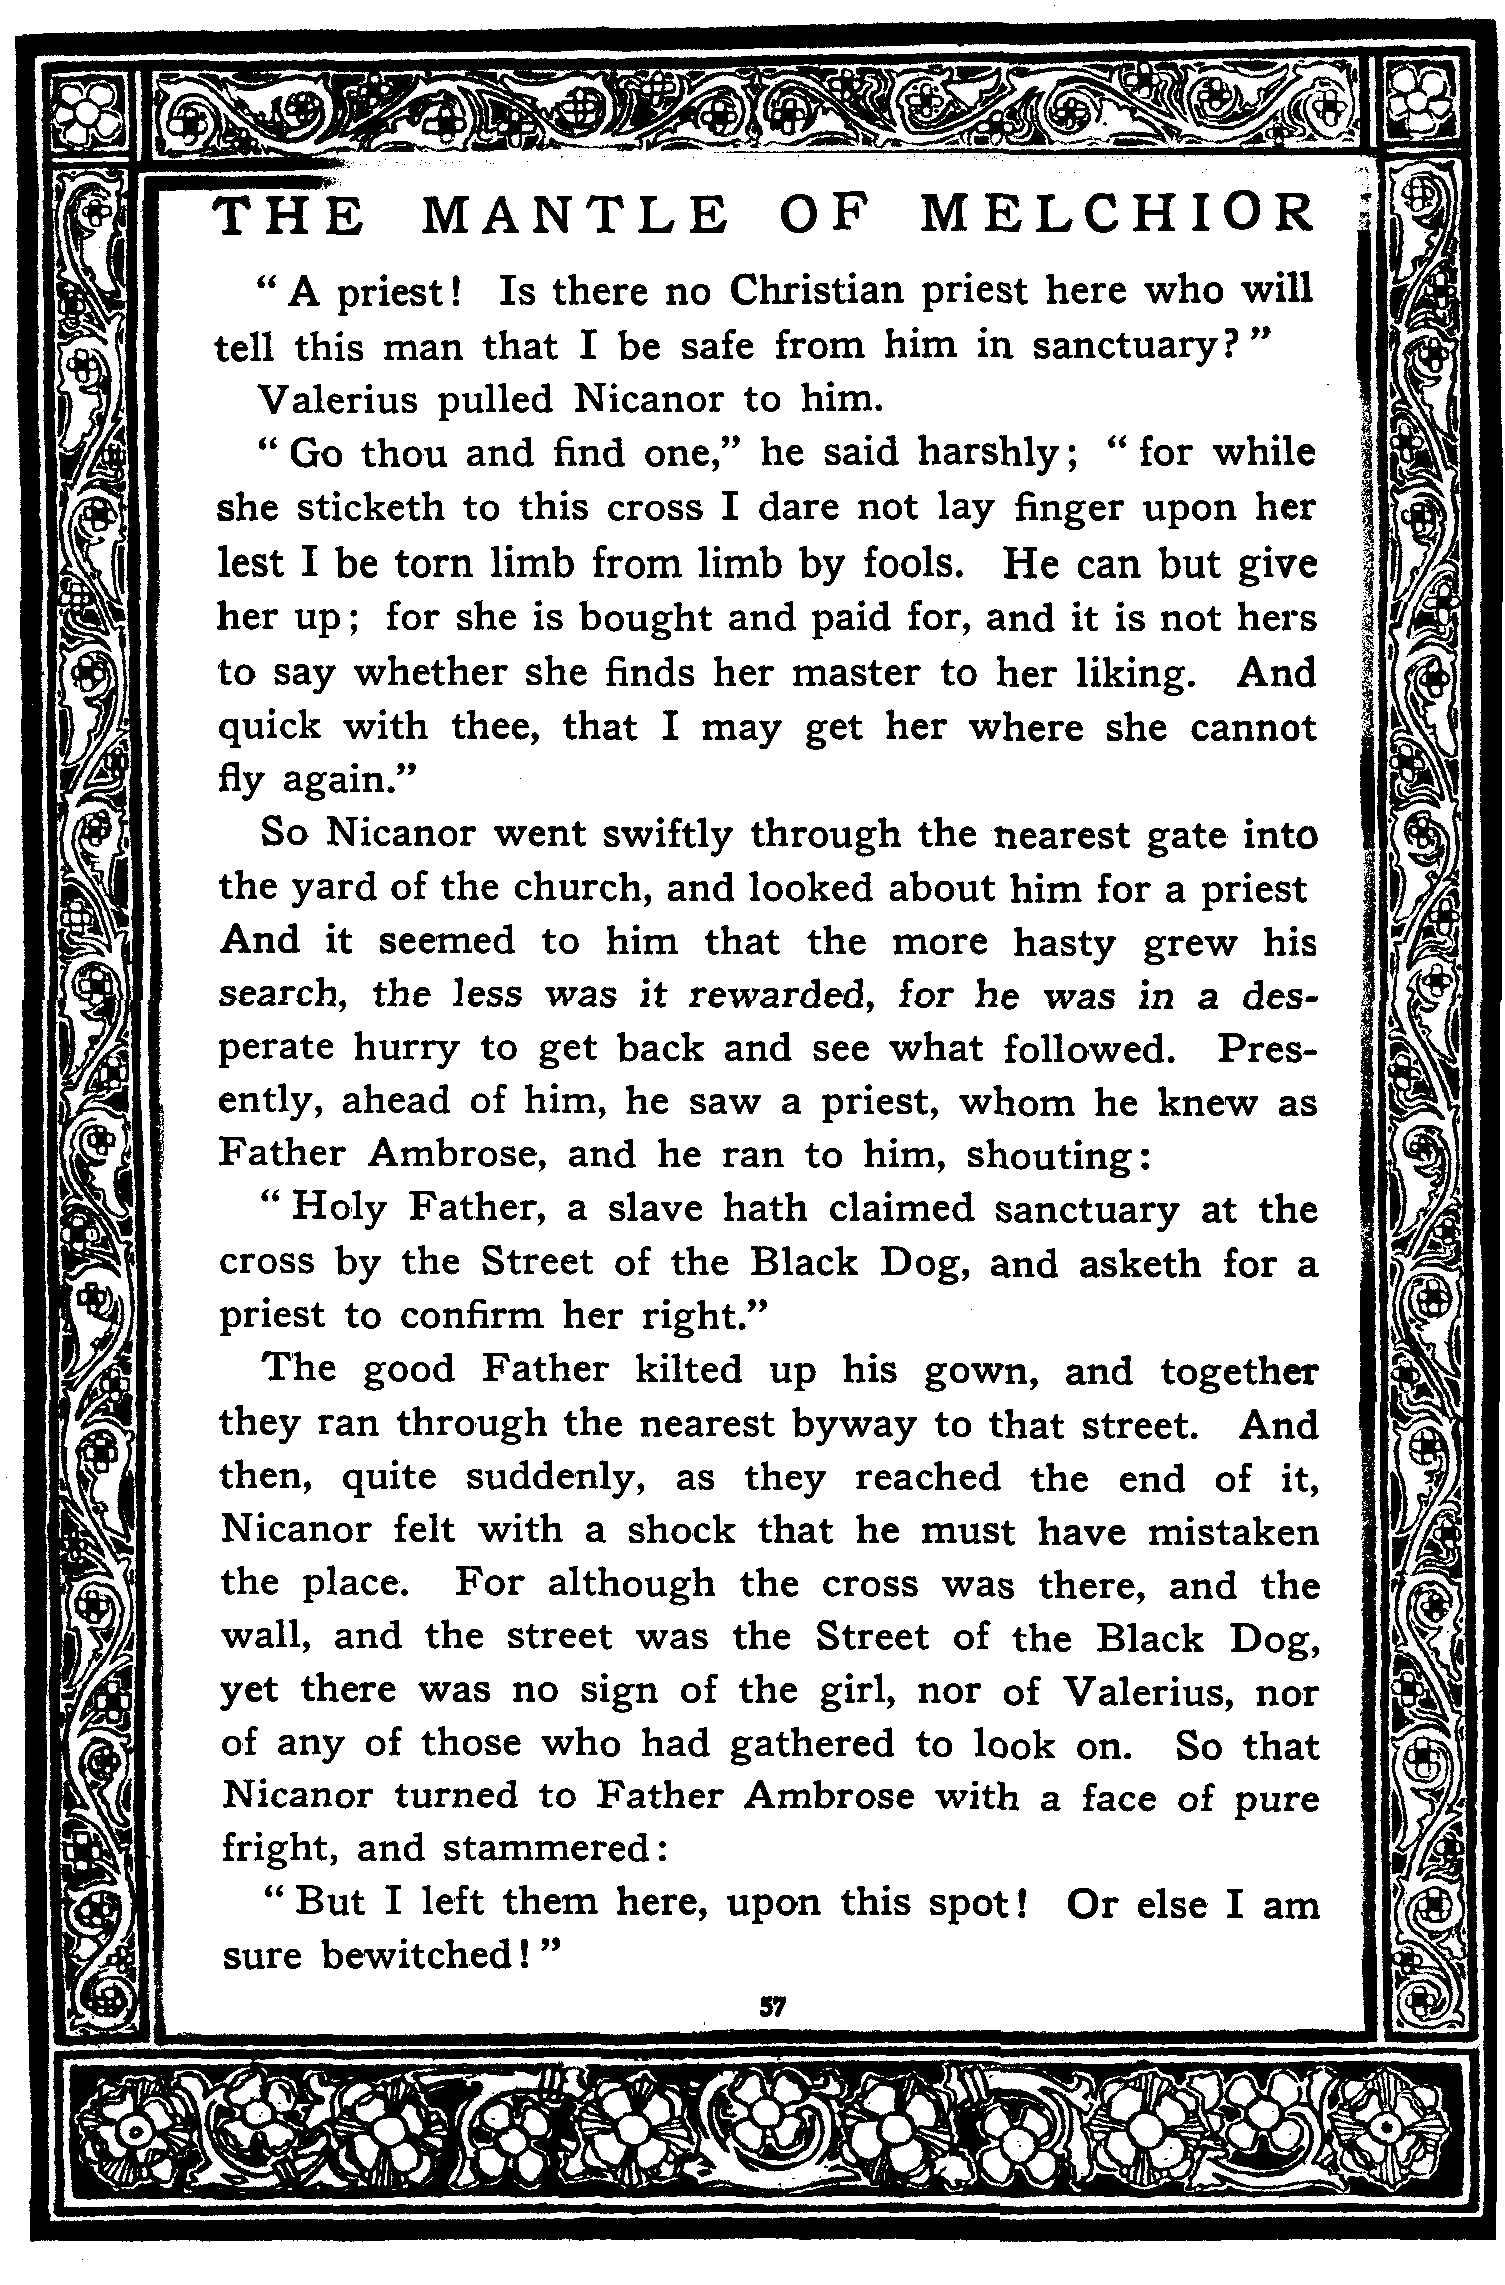 THE MANTLE OF MELCHIOR
“ A priest! Is there no Christian priest here who will
tell this man that I be safe from him in sanctuary? ”
Valerius pulled Nicanor to him.
“ Go thou and find one,” he said harshly; “ for while
she sticketh to this cross I dare not lay finger upon her
lest I be torn limb from limb by fools. He can but give
her up; for she is bought and paid for, and it is not hers
to say whether she finds her master to her liking. And
quick with thee, that I may get her where she cannot
fly again.”
So Nicanor went swiftly through the nearest gate into
the yard of the church, and looked about him for a priest
And it seemed to him that the more hasty grew his
search, the less was it rewarded, for he was in a des-
perate hurry to get back and see what followed. Pres-
ently, ahead of him, he saw a priest, whom he knew as
Father Ambrose, and he ran to him, shouting:
“ Holy Father, a slave hath claimed sanctuary at the
cross by the Street of the Black Dog, and asketh for a
priest to confirm her right.”
The good Father kilted up his gown, and together
they ran through the nearest byway to that street. And
then, quite suddenly, as they reached the end of it,
Nicanor felt with a shock that he must have mistaken
the place. For although the cross was there, and the
wall, and the street was the Street of the Black Dog,
yet there was no sign of the girl, nor of Valerius, nor
of any of those who had gathered to look on. So that
Nicanor turned to Father Ambrose with a face of pure
fright, and stammered:
“ But I left them here, upon this spot! Or else I am
sure bewitched! ”
57